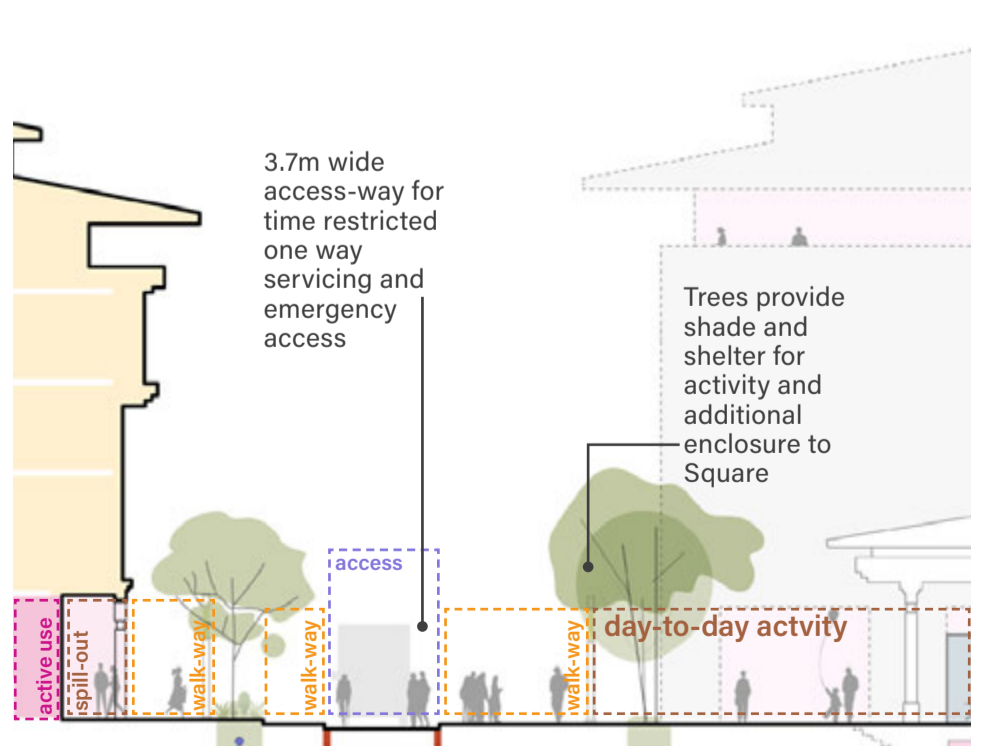 3.7m wide
access-way for
time restricted
one way
servicing and
emergency
access
Trees provide
shade and
shelter for
activity and
additional
enclosure to
Square
access
active use
spill-out
walk-way
walk-way
walk-way
day-to-day actvity